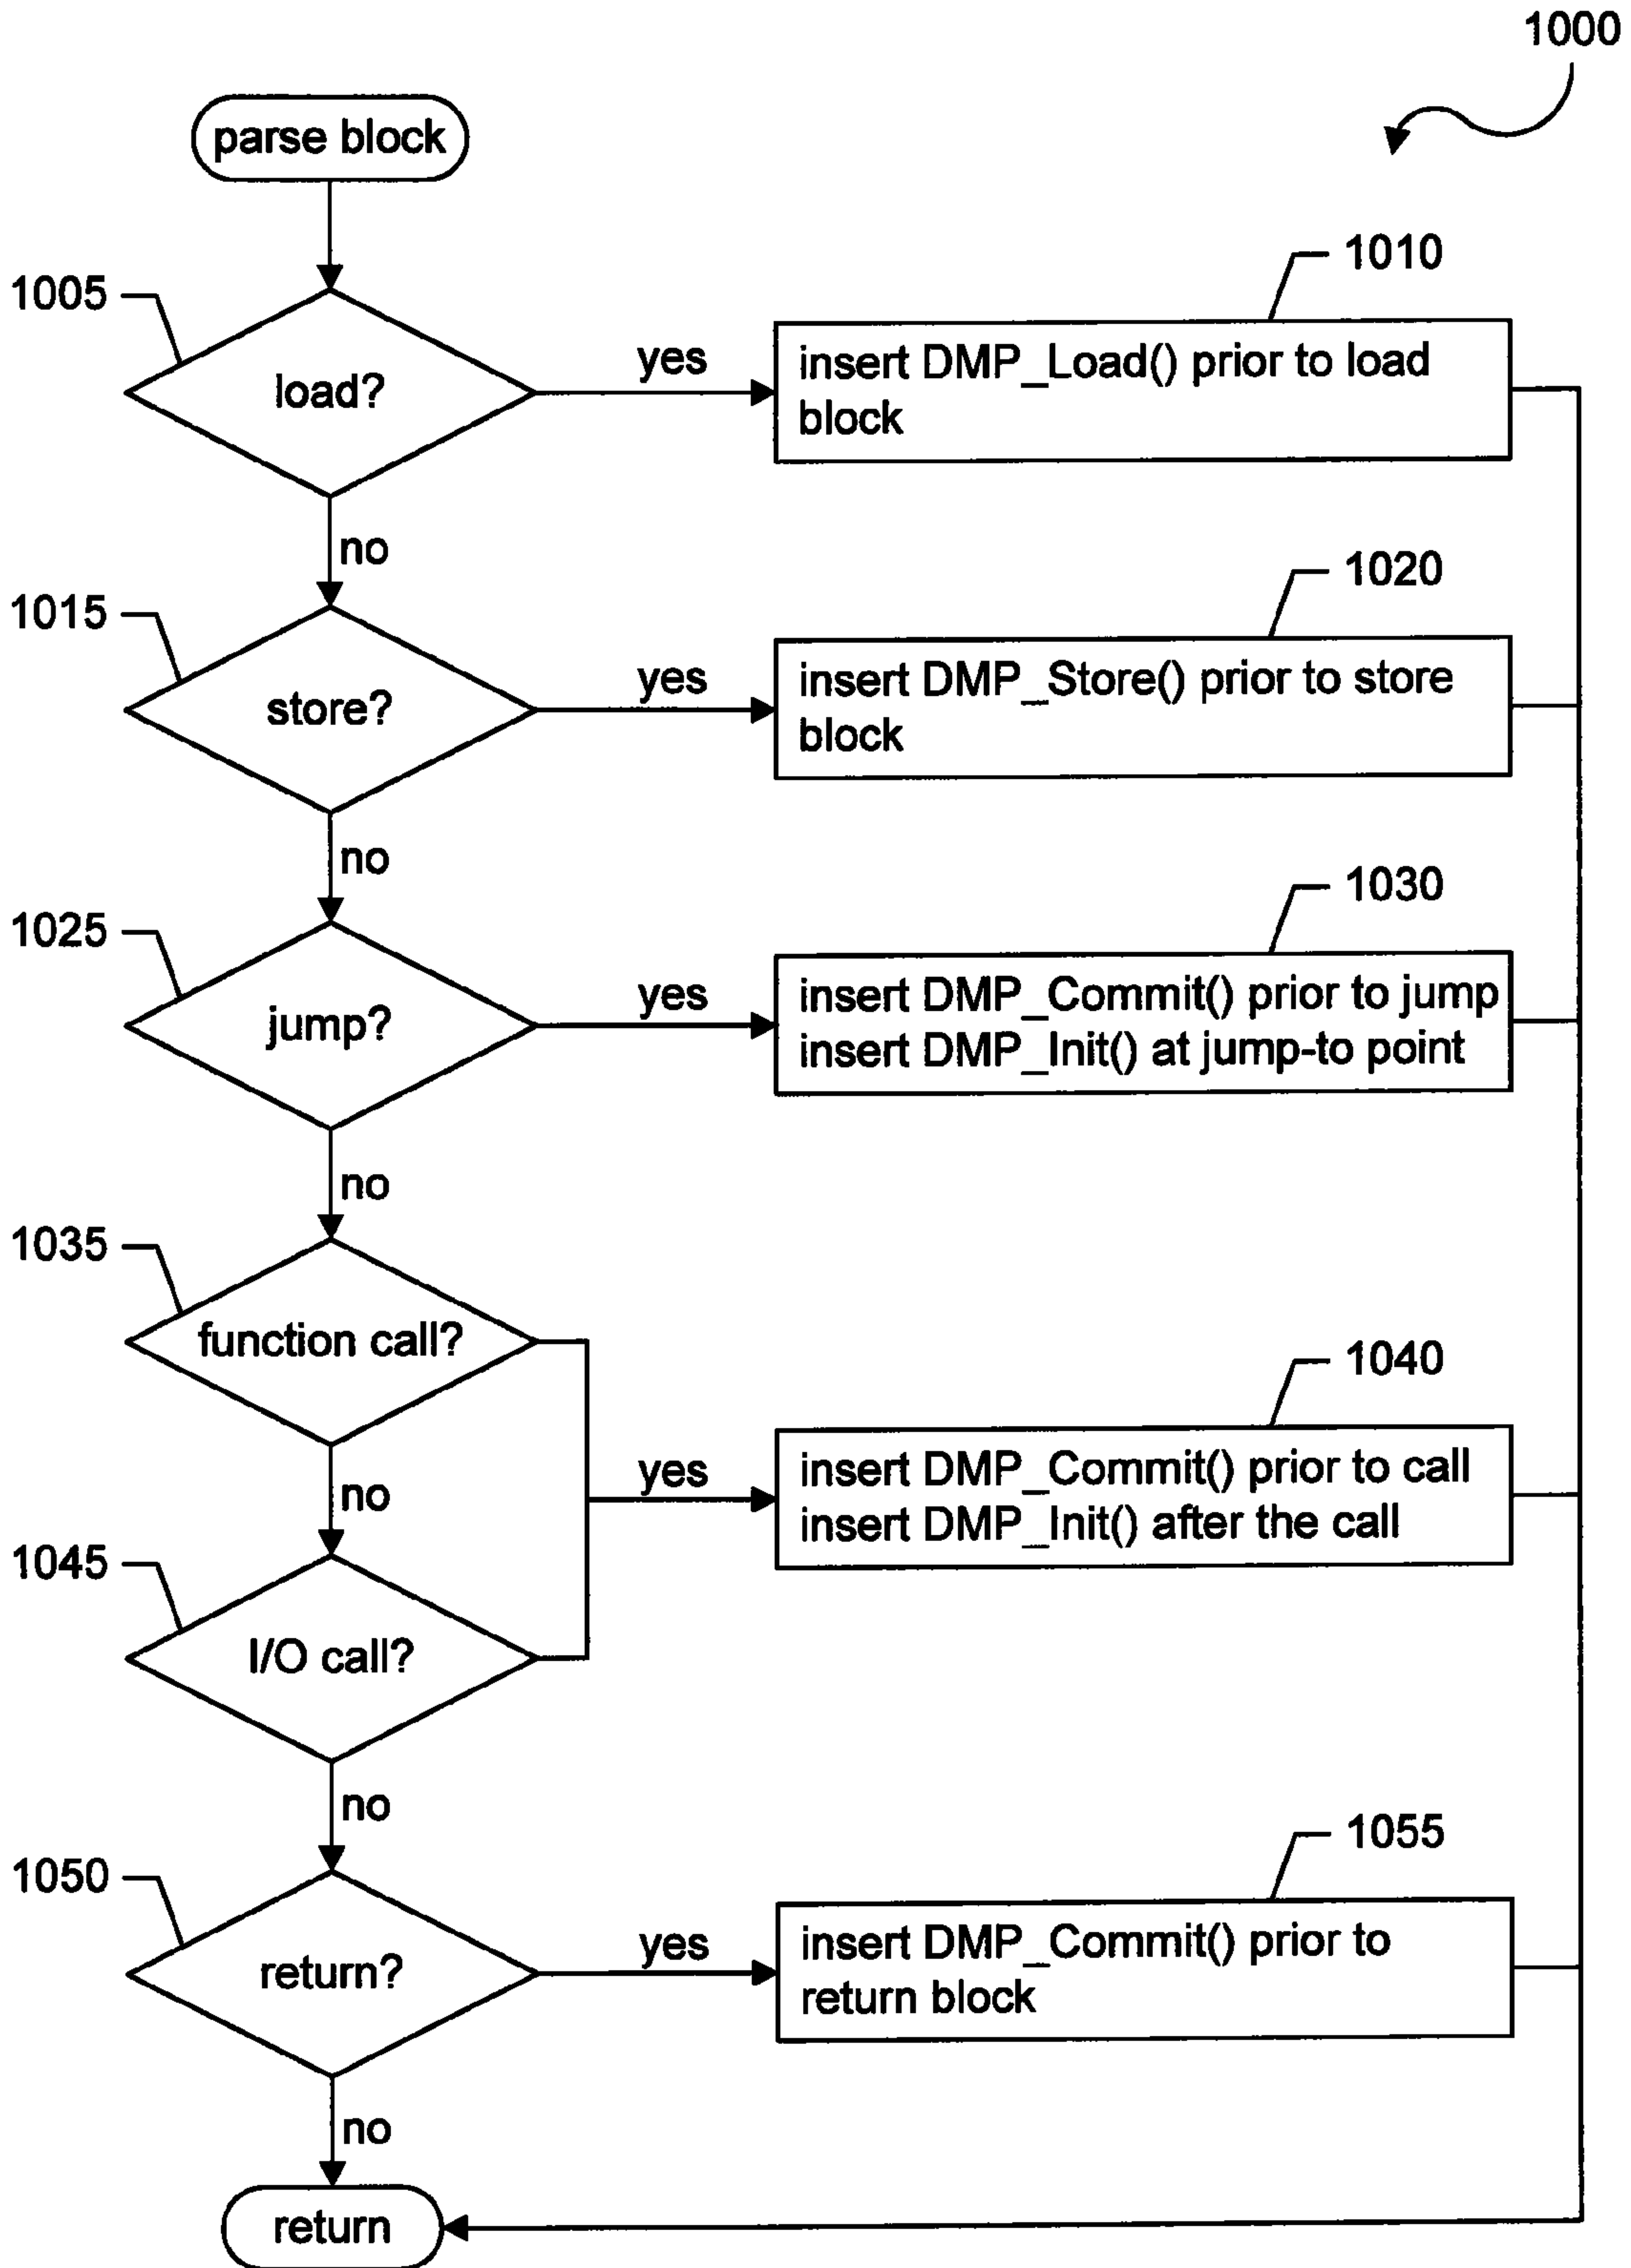 1000
parse block
1010
1005
load?
yes
insert DMP_Load() prior to load
block
no
1020
1015
store?
yes
insert DMP_Store() prior to store
block
no
1030
1025
jump?
yes
insert DMP_Commit() prior to jump
insert DMP_Init() at jump-to point
no
1035
function call?
1040
no
yes
insert DMP_Commit() prior to call
insert DMP_Init() after the call
1045
I/O call?
no
1055
1050
return?
yes
insert DMP_Commit() prior to
return block
no
return